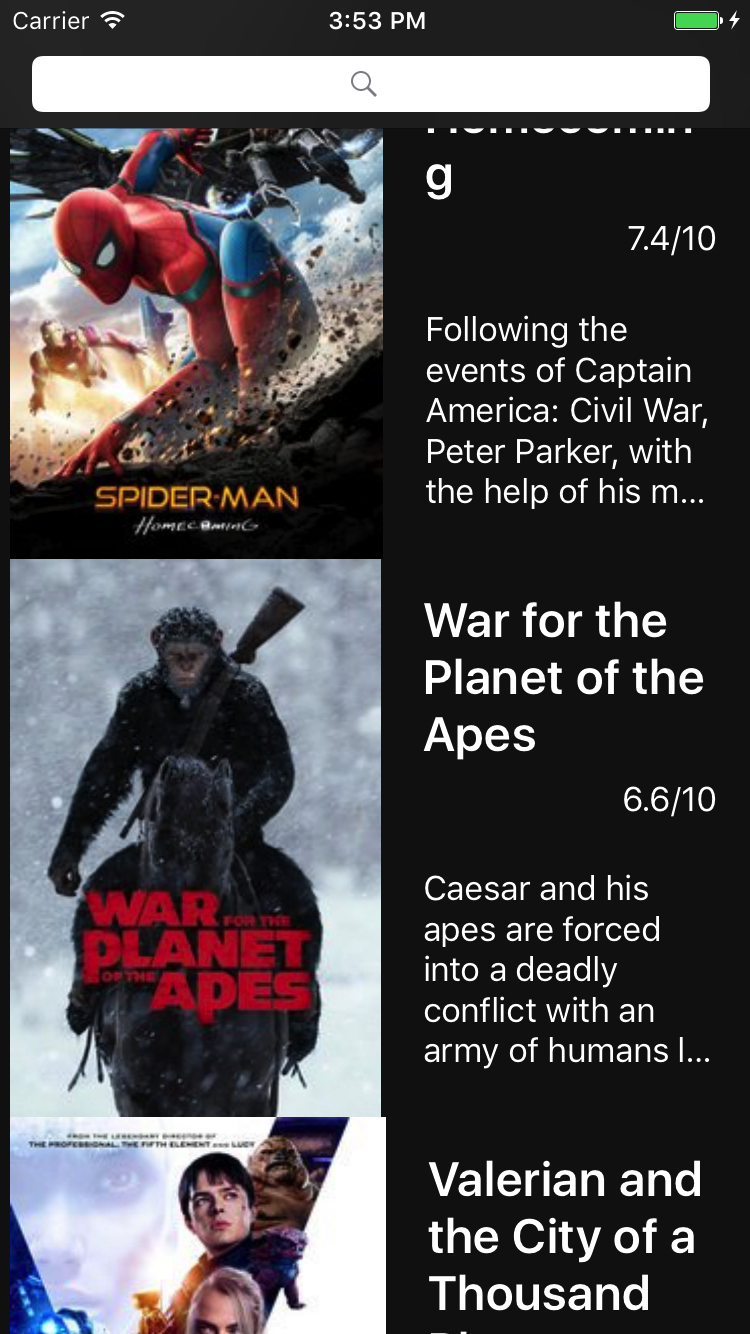 Carrier
3:53 PM
Homecomin
g
7.4/10
Following the
events of Captain
America: Civil War,
Peter Parker, with
the help of his m...
SPIDER-MAN
HOMECOMING
War for the
Planet of the
Apes
6.6/10
Caesar and his
apes are forced
into a deadly
conflict with an
army of humans l...
WAR FOR THE
PLANET
OF THE APES
FROM THE LEGENDARY DIRECTOR OF
THE PROFESSIONAL, THE FIFTH ELEMENT AND LUCY
Valerian and
the City of a
Thousand